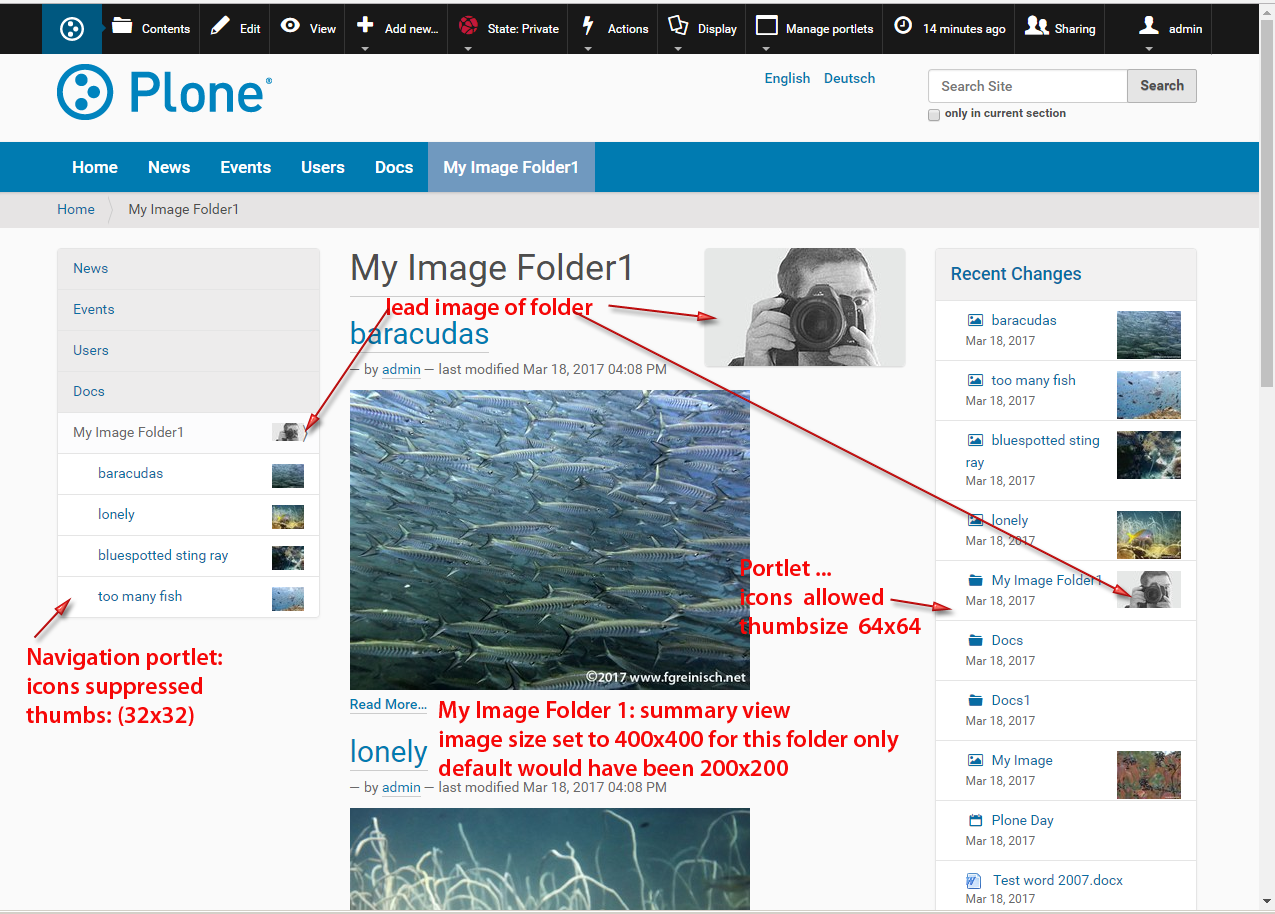 Contents
Edit
View
Add new...
State: Private
Actions
Display
Manage portlets
14 minutes ago
Sharing
admin
Plone®
English Deutsch
Search Site
Search
only in current section
Home News Events Users Docs My Image Folder1
Home
My Image Folder1
News
Events
Users
Docs
My Image Folder1
baracudas
lonely
bluespotted sting ray
too many fish
Navigation portlet:
icons suppressed
thumbs: (32x32)
My Image Folder1
lead image of folder
baracudas
— by admin — last modified Mar 18, 2017 04:08 PM
©2017 www.fgreinisch.net
Read More...
My Image Folder 1: summary view
image size set to 400x400 for this folder only
default would have been 200x200
lonely
— by admin — last modified Mar 18, 2017 04:08 PM
Portlet ...
icons allowed
thumbsize 64x64
Recent Changes
baracudas
Mar 18, 2017
too many fish
Mar 18, 2017
bluespotted sting
ray
Mar 18, 2017
lonely
Mar 18, 2017
My Image Folder1
Mar 18, 2017
Docs
Mar 18, 2017
Docs1
Mar 18, 2017
My Image
Mar 18, 2017
Plone Day
Mar 18, 2017
Test word 2007.docx
Mar 18, 2017